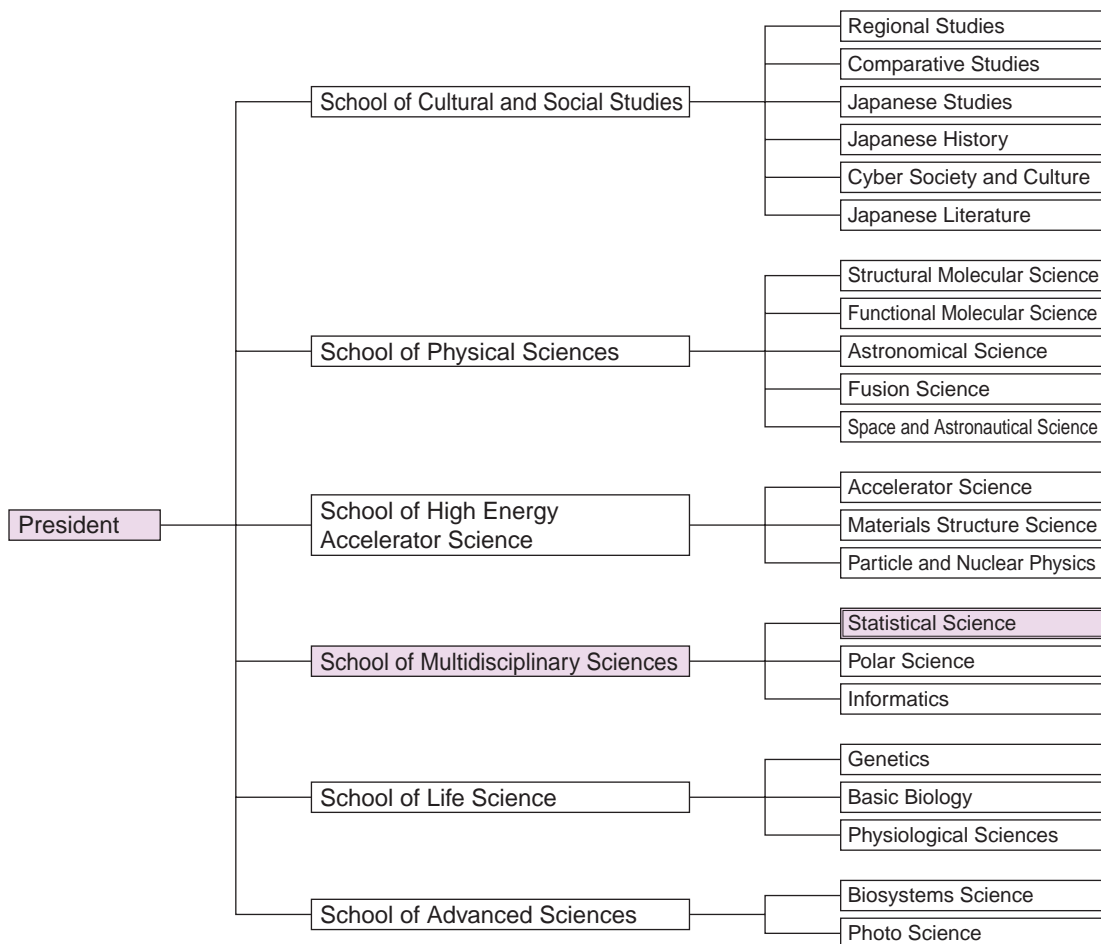 Regional Studies
Comparative Studies
School of Cultural and Social Studies
Japanese Studies
Japanese History
Cyber Society and Culture
Japanese Literature
Structural Molecular Science
Functional Molecular Science
School of Physical Sciences
Astronomical Science
Fusion Science
Space and Astronautical Science
Accelerator Science
President
School of High Energy
Accelerator Science
Materials Structure Science
Particle and Nuclear Physics
Statistical Science
School of Multidisciplinary Sciences
Polar Science
Informatics
Genetics
School of Life Science
Basic Biology
Physiological Sciences
Biosystems Science
School of Advanced Sciences
Photo Science